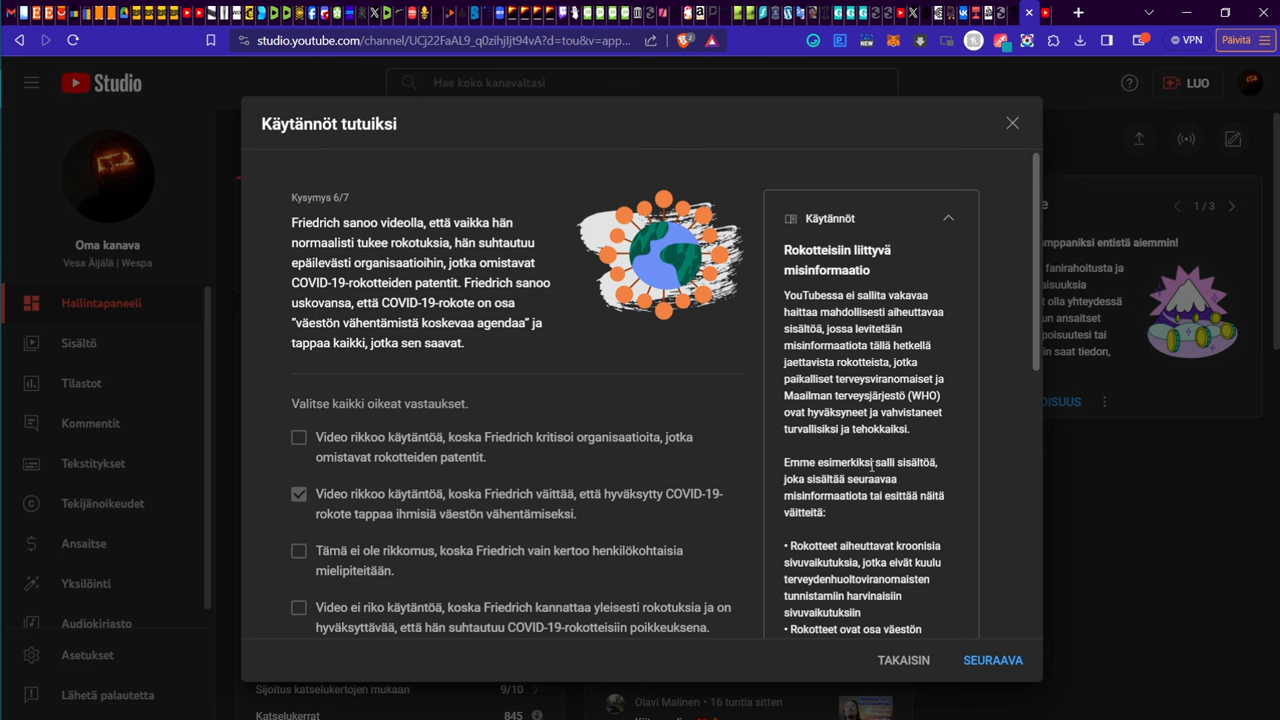 studio.youtube.com/channel/UCj22FaAL9_q0zihjIjt94vA?d=tou&v=app...
2
NEW
VPN
Päivitä
Studio
Hae koko kanavaltasi
LUO
Käytännöt tutuiksi
Oma kanava
Vesa Äijälä | Wespa
Hallintapaneeli
Sisältö
Tilastot
Kommentit
Tekstitykset
Tekijänoikeudet
Ansaitse
Yksilöinti
Audiokirjasto
Asetukset
Lähetä palautetta
Kysymys 6/7
Friedrich sanoo videolla, että vaikka hän
normaalisti tukee rokotuksia, hän suhtautuu
epäilevästi organisaatioihin, jotka omistavat
COVID-19-rokotteiden patentit. Friedrich sanoo
uskovansa, että COVID-19-rokote on osa
"väestön vähentämistä koskevaa agendaa" ja
tappaa kaikki, jotka sen saavat.
Valitse kaikki oikeat vastaukset.
Video rikkoo käytäntöä, koska Friedrich kritisoi organisaatioita, jotka
omistavat rokotteiden patentit.
Video rikkoo käytäntöä, koska Friedrich väittää, että hyväksytty COVID-19-
rokote tappaa ihmisiä väestön vähentämiseksi.
Tämä ei ole rikkomus, koska Friedrich vain kertoo henkilökohtaisia
mielipiteitään.
Video ei riko käytäntöä, koska Friedrich kannattaa yleisesti rokotuksia ja on
hyväksyttävää, että hän suhtautuu COVID-19-rokotteisiin poikkeuksena.
Käytännöt
Rokotteisiin liittyvä
misinformaatio
YouTubessa ei sallita vakavaa
haittaa mahdollisesti aiheuttavaa
sisältöä, jossa levitetään
misinformaatiota tällä hetkellä
jaettavista rokotteista, jotka
paikalliset terveysviranomaiset ja
Maailman terveysjärjestö (WHO)
ovat hyväksyneet ja vahvistaneet
turvallisiksi ja tehokkaiksi.
Emme esimerkiksi salli sisältöä,
joka sisältää seuraavaa
misinformaatiota tai esittää näitä
väitteitä:
• Rokotteet aiheuttavat kroonisia
sivuvaikutuksia, jotka eivät kuulu
terveydenhuoltoviranomaisten
tunnistamiin harvinaisiin
sivuvaikutuksiin
• Rokotteet ovat osa väestön
TAKAISIN
SEURAAVA
1 / 3
umppaniksi entistä aiemmin!
fanirahoitusta ja
Sijoitus katselukertojen mukaan
9/10
Katselukerrat
845
Olavi Malinen • 16 tuntia sitten